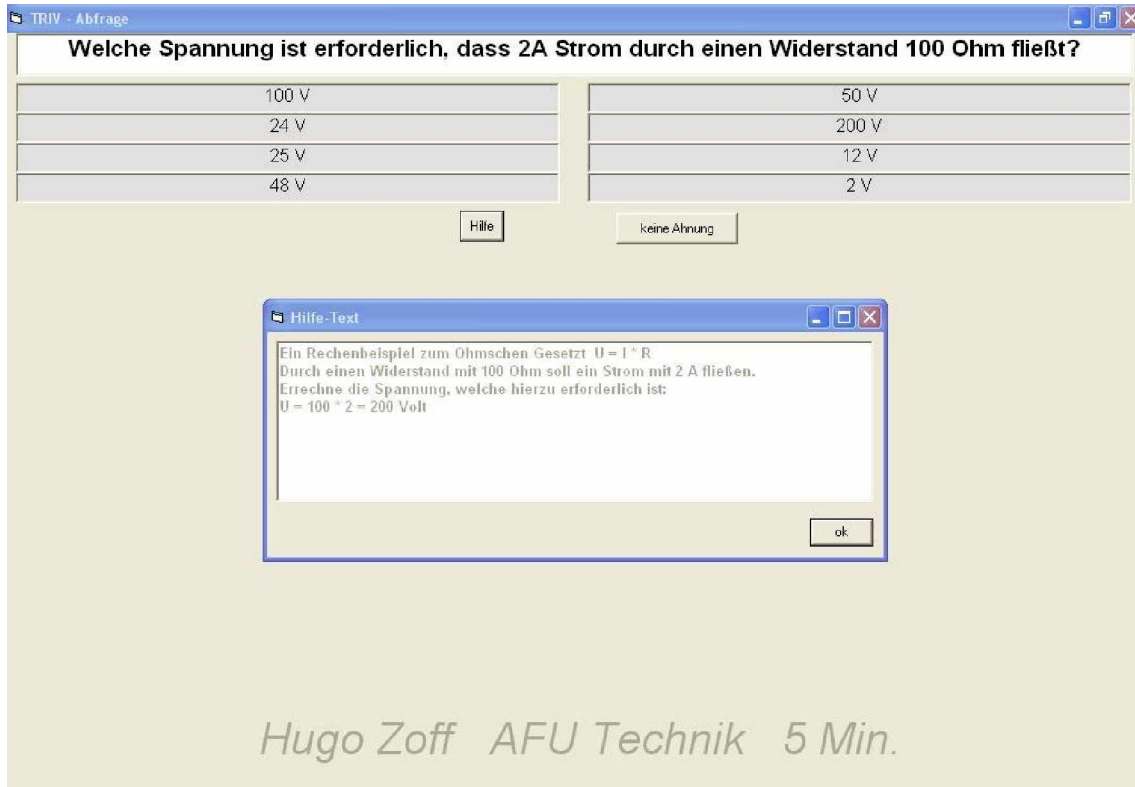 TRIV - Abfrage
Welche Spannung ist erforderlich, dass 2A Strom durch einen Widerstand 100 Ohm fließt?
100 V
50 V
24 V
200 V
25 V
12 V
48 V
2 V
Hilfe
keine Ahnung
Hilfe-Text
Ein Rechenbeispiel zum Ohmschen Gesetzt U = I * R
Durch einen Widerstand mit 100 Ohm soll ein Strom mit 2 A fließen.
Errechne die Spannung, welche hierzu erforderlich ist:
U = 100 * 2 = 200 Volt
ok
Hugo Zoff AFU Technik 5 Min.